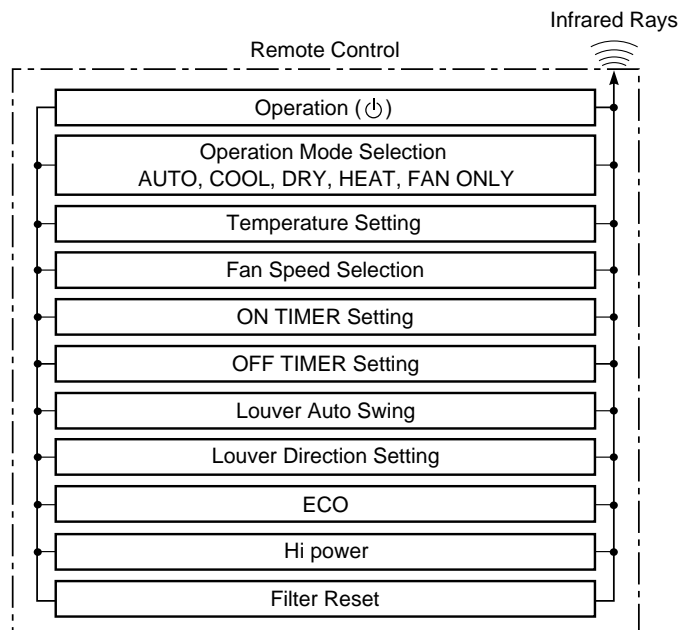 Infrared Rays
Remote Control
Operation (⏻)
Operation Mode Selection
AUTO, COOL, DRY, HEAT, FAN ONLY
Temperature Setting
Fan Speed Selection
ON TIMER Setting
OFF TIMER Setting
Louver Auto Swing
Louver Direction Setting
ECO
Hi power
Filter Reset